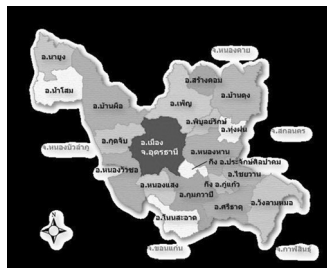 จ.หนองคาย
อ.นายูง
อ.น้ำโสม
อ.สร้างคอม
อ.บ้านดุง
อ.บ้านผือ
อ.เพ็ญ
อ.พิบูลย์รักษ์
อ.ทุ่งฝน
จ.สกลนคร
อ.กุดจับ
อ.เมือง
จ.อุดรธานี
จ.หนองบัวลำภู
อ.หนองหาน
กิ่ง อ.ประจักษ์ศิลปาคม
อ.หนองวัวซอ
อ.ไชยวาน
อ.หนองแสง
กิ่ง อ.กู่แก้ว
อ.กุมภวาปี
อ.ศรีธาตุ
อ.วังสามหมอ
อ.โนนสะอาด
N
จ.ขอนแก่น
จ.กาฬสินธุ์